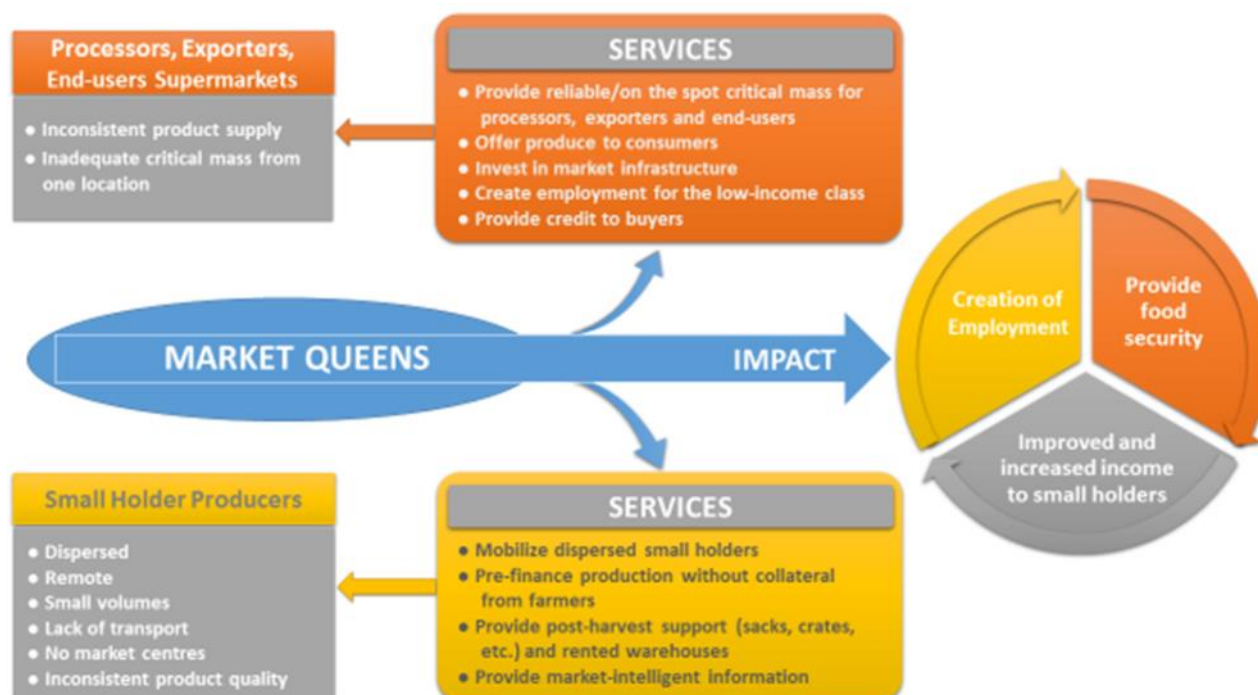 Processors, Exporters,
End-users Supermarkets
● Inconsistent product supply
● Inadequate critical mass from
one location
SERVICES
● Provide reliable/on the spot critical mass for
processors, exporters and end-users
● Offer produce to consumers
● Invest in market infrastructure
● Create employment for the low-income class
● Provide credit to buyers
MARKET QUEENS
IMPACT
Creation of
Employment
Provide
food
security
Improved and
increased income
to small holders
Small Holder Producers
● Dispersed
● Remote
● Small volumes
● Lack of transport
● No market centres
● Inconsistent product quality
SERVICES
● Mobilize dispersed small holders
● Pre-finance production without collateral
from farmers
● Provide post-harvest support (sacks, crates,
etc.) and rented warehouses
● Provide market-intelligent information